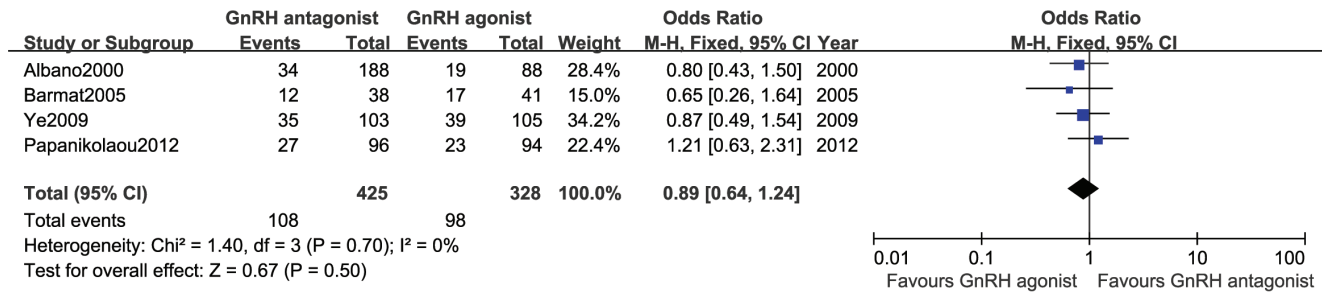 GnRH antagonist GnRH agonist Odds Ratio Odds Ratio
Study or Subgroup Events Total Events Total Weight M-H, Fixed, 95% CI Year M-H, Fixed, 95% CI
Albano2000 34 188 19 88 28.4% 0.80 [0.43, 1.50] 2000
Barmat2005 12 38 17 41 15.0% 0.65 [0.26, 1.64] 2005
Ye2009 35 103 39 105 34.2% 0.87 [0.49, 1.54] 2009
Papanikolaou2012 27 96 23 94 22.4% 1.21 [0.63, 2.31] 2012
Total (95% CI) 425 328 100.0% 0.89 [0.64, 1.24]
Total events 108 98
Heterogeneity: Chi² = 1.40, df = 3 (P = 0.70); I² = 0%
Test for overall effect: Z = 0.67 (P = 0.50)
0.01 0.1 1 10 100
Favours GnRH agonist Favours GnRH antagonist